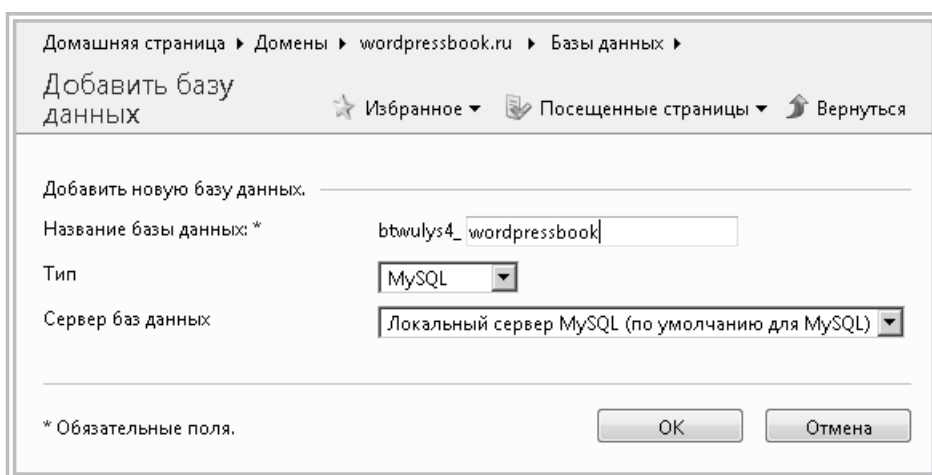 Домашняя страница ▸ Домены ▸ wordpressbook.ru ▸ Базы данных ▸
Добавить базу
данных
Избранное ▾ Посещенные страницы ▾ Вернуться
Добавить новую базу данных.
Название базы данных: * btwulys4_ wordpressbook
Тип MySQL
Сервер баз данных Локальный сервер MySQL (по умолчанию для MySQL)
* Обязательные поля. OK Отмена